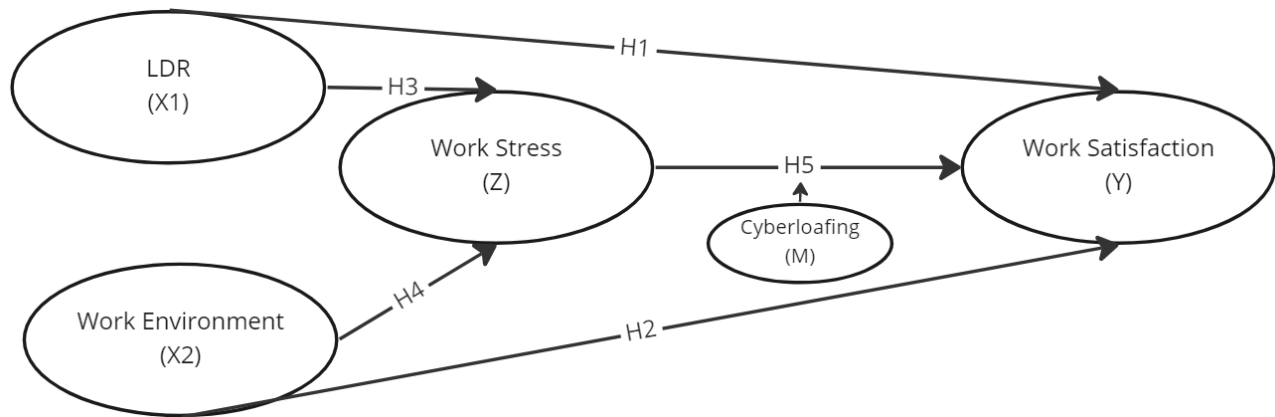 LDR
(X1)
H1
H3
Work Stress
(Z)
H5
Work Satisfaction
(Y)
Cyberloafing
(M)
Work Environment
(X2)
H4
H2